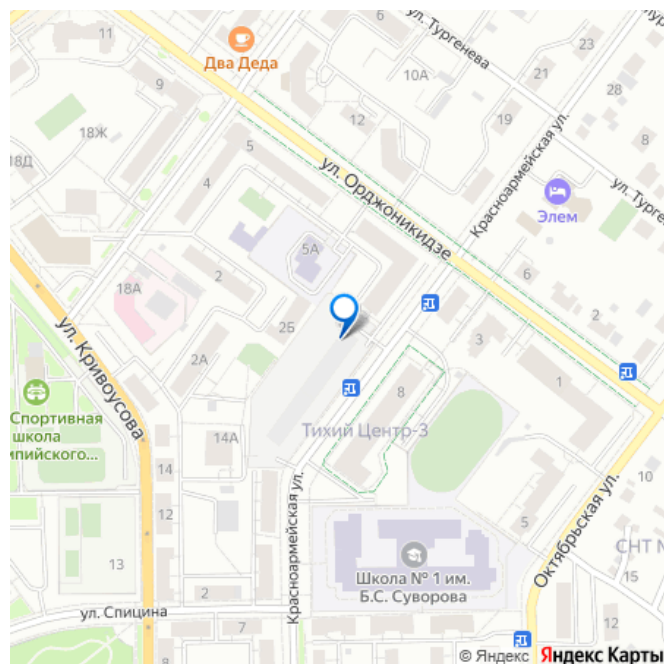 11
Два Деда
9
ул. Тургенева
23
10А
21
Красноармейская ул.
18Ж
12
19
5
8
18Д
4
ул. Орджоникидзе
ул. Турге
Элем
5А
2
6
18А
2Б
2
ул. Кривоусова
2А
3
1
8
Спортивная
школа
ипийского...
Тихий Центр-3
14А
14
12
13
Красноармейская ул.
5
10
Октябрьская ул.
СНТ №
15
Школа № 1 им.
Б.С. Суворова
2
ул. Спицина
7
12
8
© Яндекс Яндекс Карты